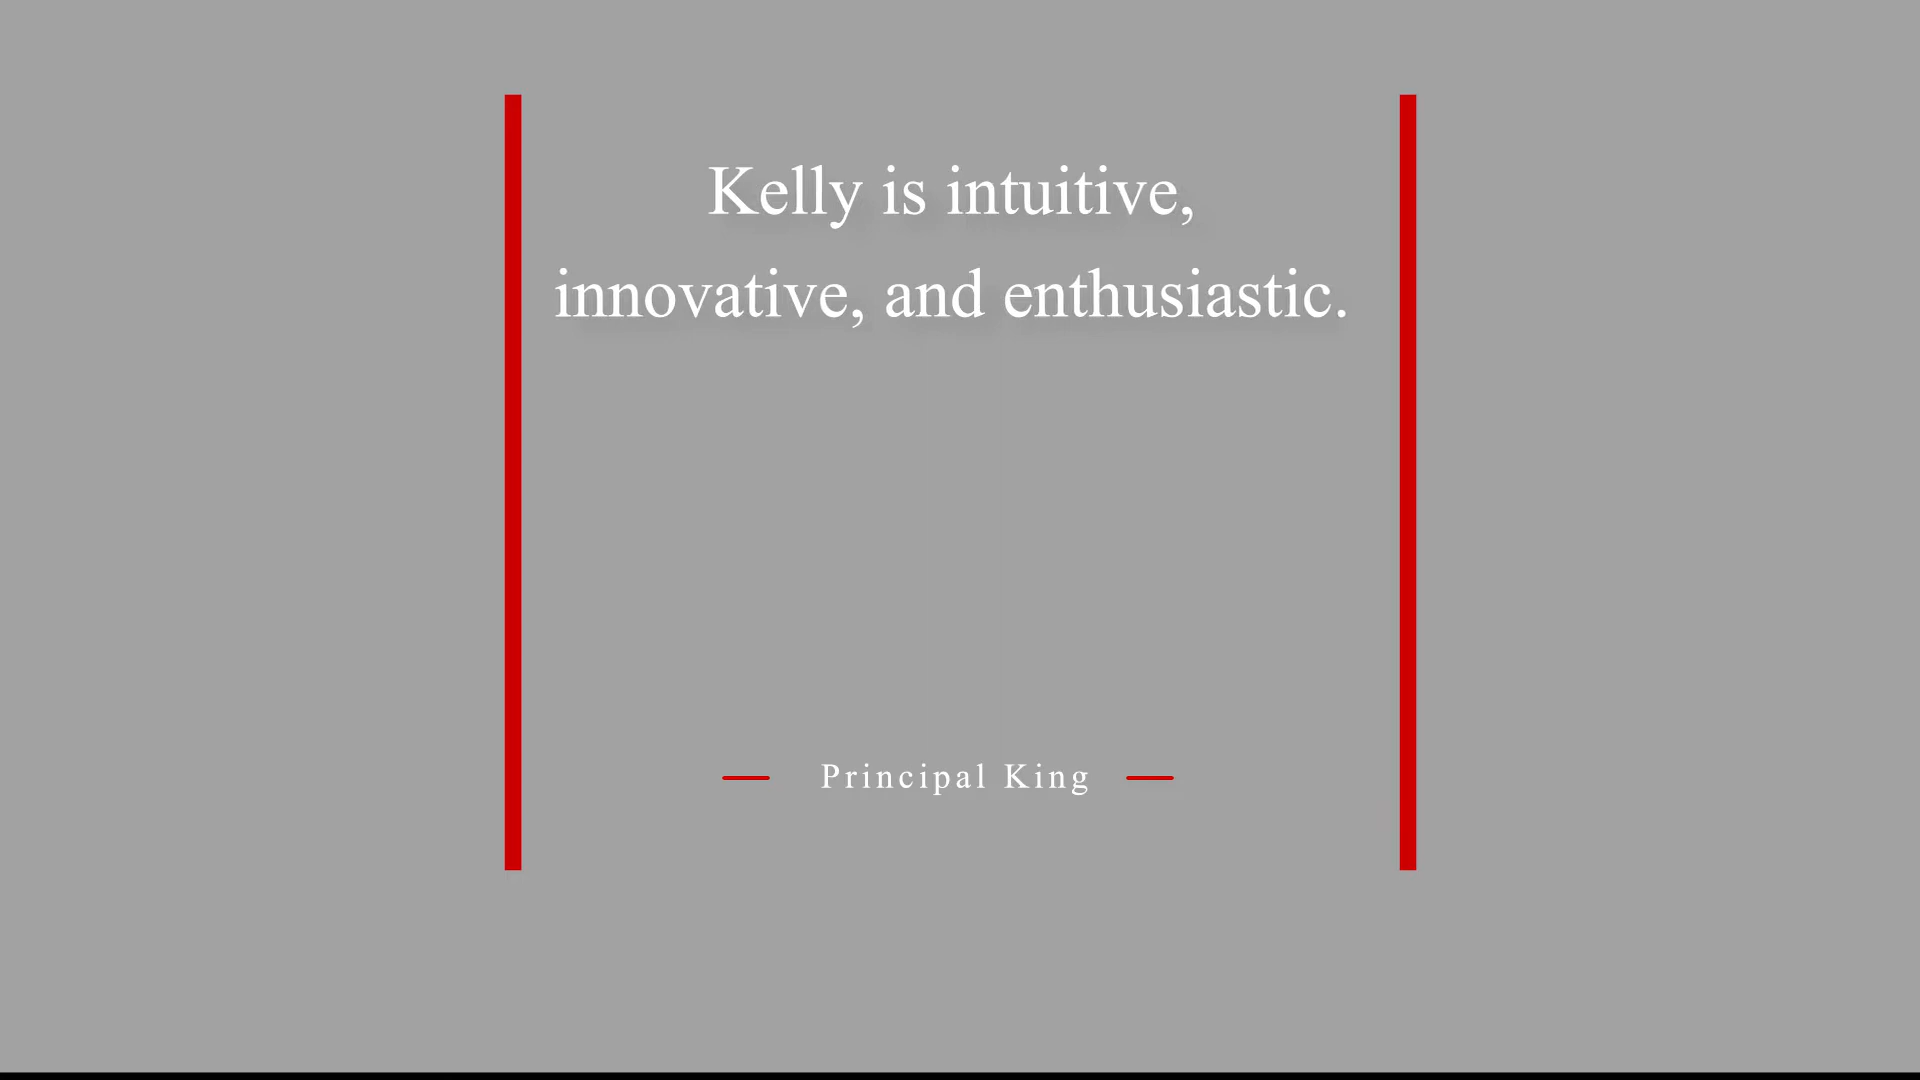 Kelly is intuitive,
innovative, and enthusiastic.
Principal King